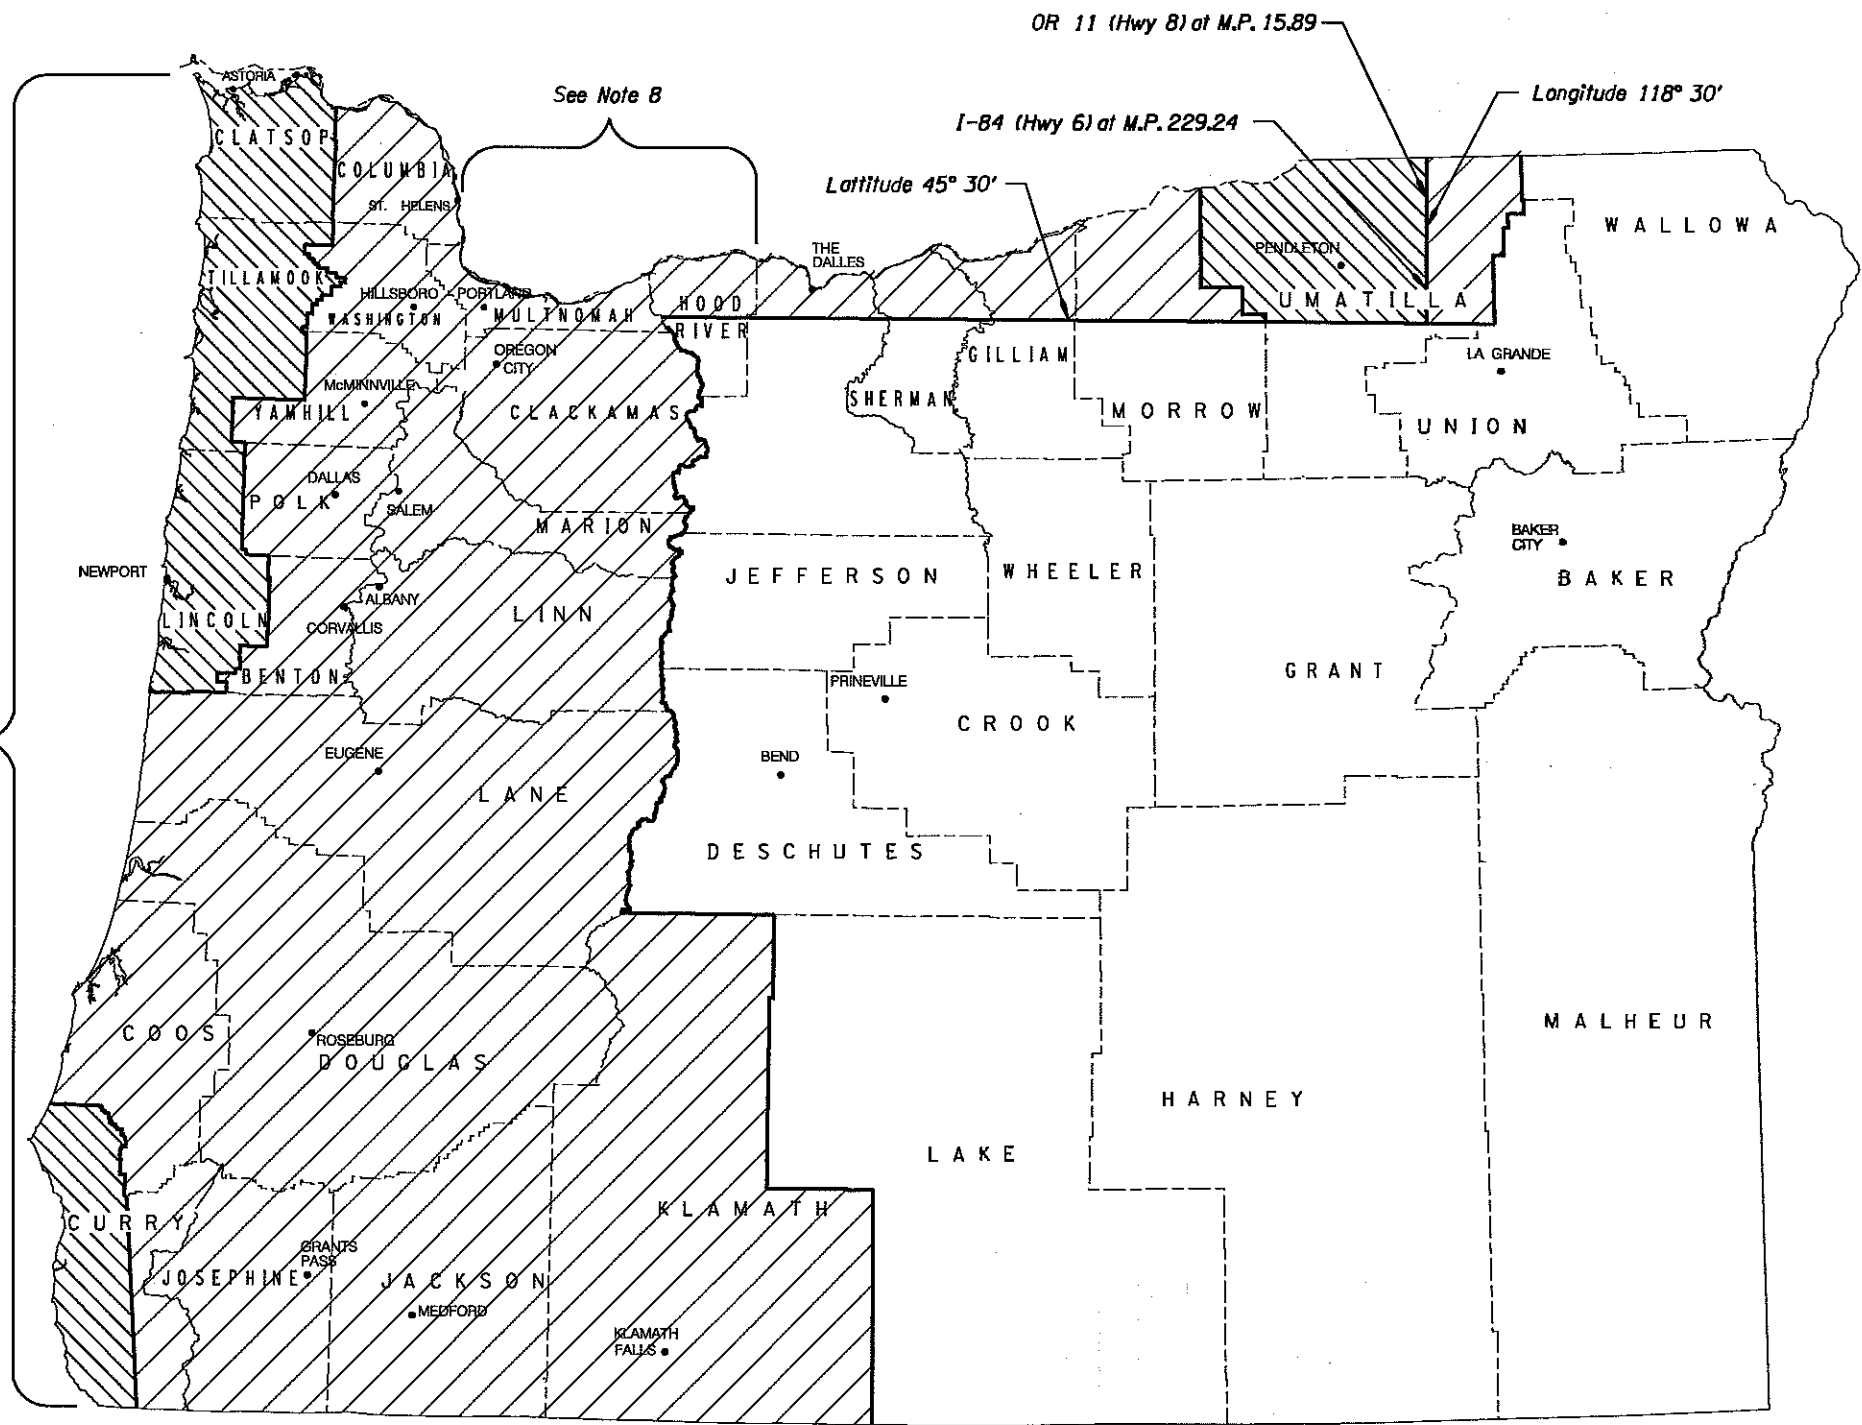 OR 11 (Hwy 8) at M.P. 15.89
See Note 8
Longitude 118° 30'
I-84 (Hwy 6) at M.P. 229.24
Lattitude 45° 30'
ASTORIA
CLATSOP
COLUMBIA
ST. HELENS
WALLOWA
THE
DALLES
PENDLETON
TILLAMOOK
HILLSBORO
PORTLAND
HOOD
RIVER
UMATILLA
WASHINGTON
MULTNOMAH
OREGON
CITY
GILLIAM
LA GRANDE
McMINNVILLE
YAMHILL
CLACKAMAS
SHERMAN
MORROW
UNION
DALLAS
POLK
SALEM
MARION
BAKER
CITY
NEWPORT
JEFFERSON
WHEELER
BAKER
ALBANY
LINN
LINCOLN
CORVALLIS
BENTON
GRANT
PRINEVILLE
CROOK
EUGENE
BEND
LANE
DESCHUTES
COOS
ROSEBURG
DOUGLAS
MALHEUR
HARNEY
LAKE
CURRY
KLAMATH
GRANTS
PASS
JOSEPHINE
JACKSON
MEDFORD
KLAMATH
FALLS